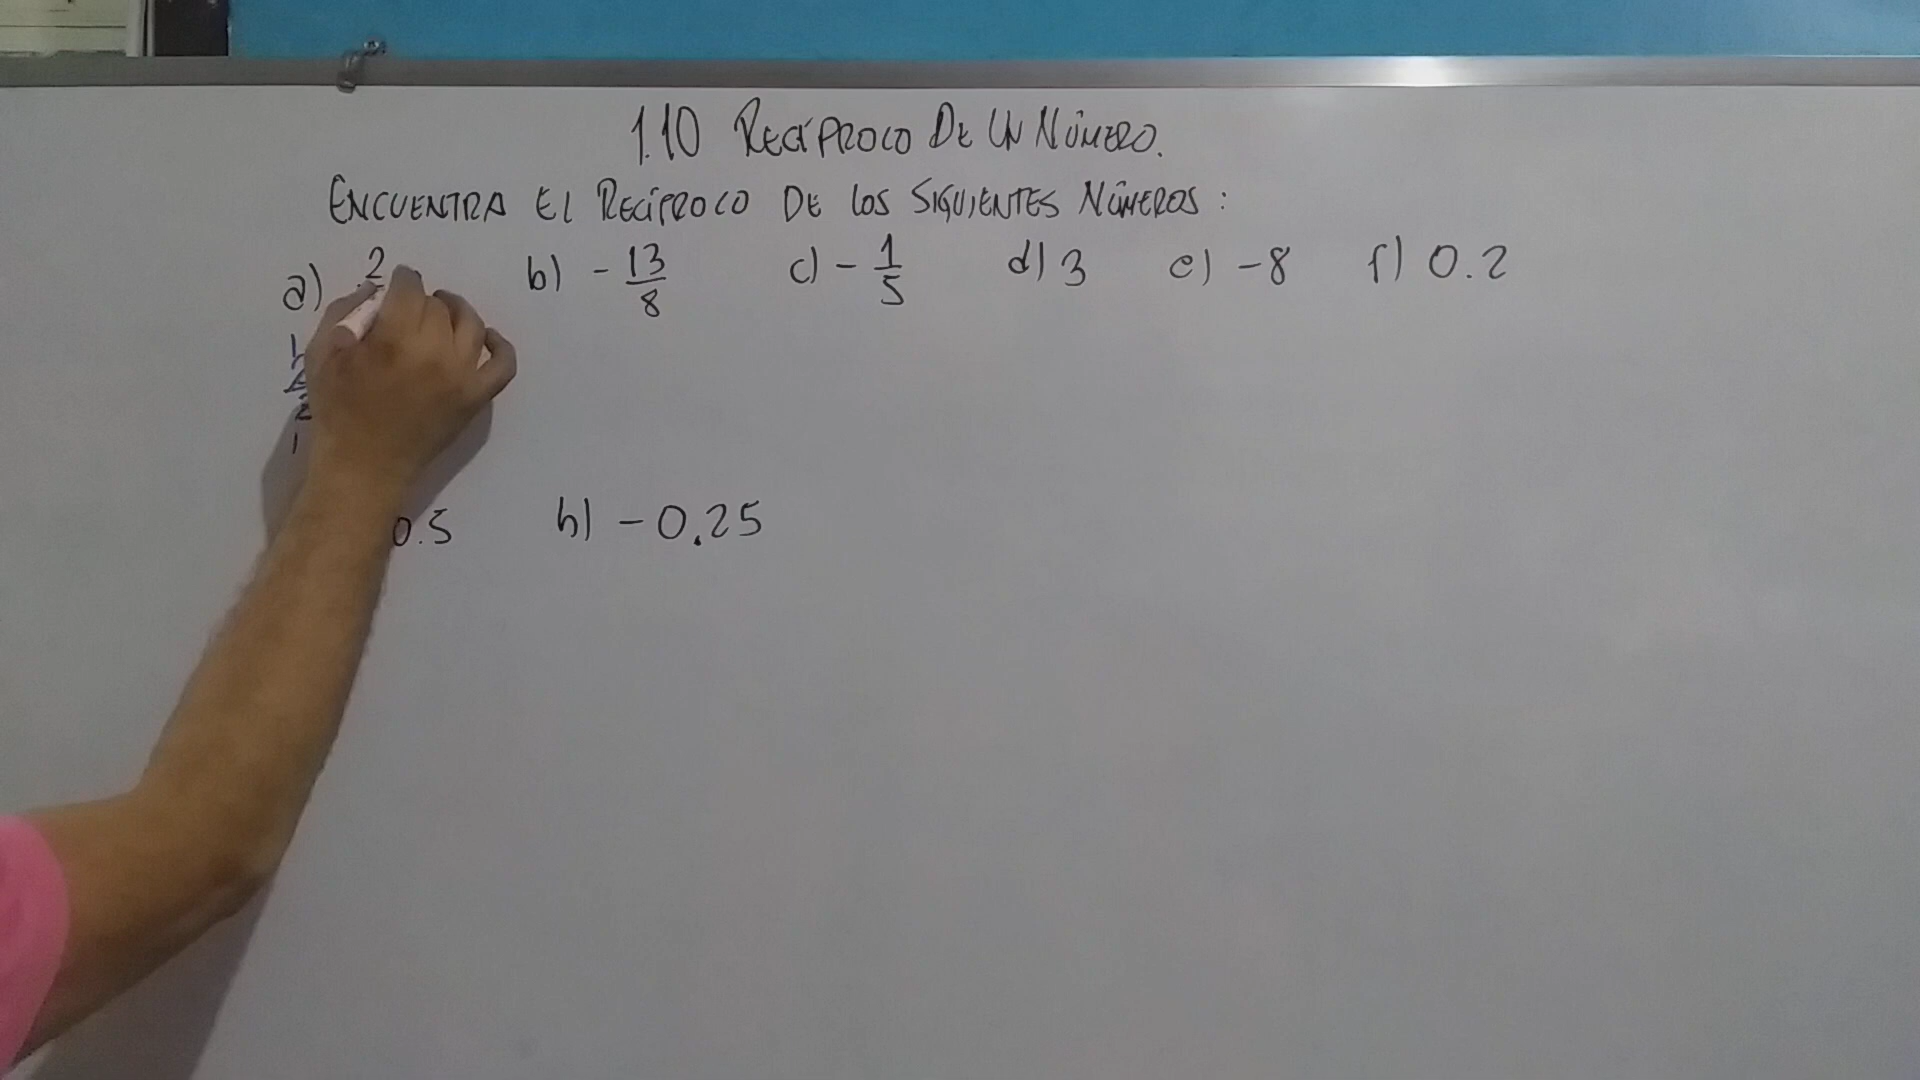 1.10 RECÍPROCO DE UN NÚMERO.
ENCUENTRA EL RECÍPROCO DE LOS SIGUIENTES NÚMEROS:
a) 2 b) -13/8 c) -1/5 d) 3 e) -8 f) 0.2
0.5 h) -0.25